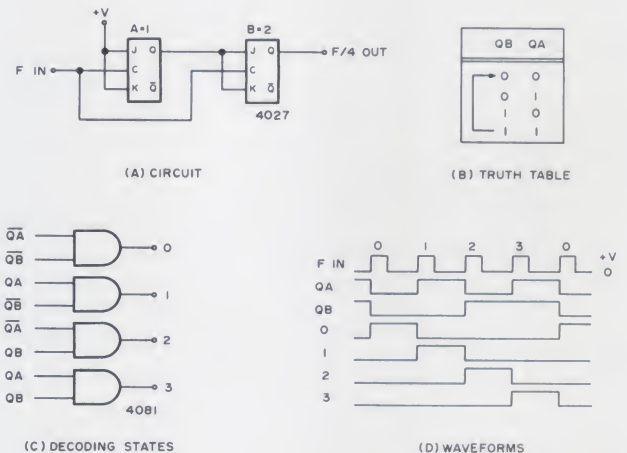 +V
A=1
B=2
J Q
J Q
F/4 OUT
F IN
C
C
K Q̅
K Q̅
4027
(A) CIRCUIT
QB QA
0 0
0 1
1 0
1 1
(B) TRUTH TABLE
Q̅A̅
Q̅B̅
0
QA
Q̅B̅
1
Q̅A̅
QB
2
QA
QB
3
4081
(C) DECODING STATES
0 1 2 3 0
F IN
+V
0
QA
QB
0
1
2
3
(D) WAVEFORMS